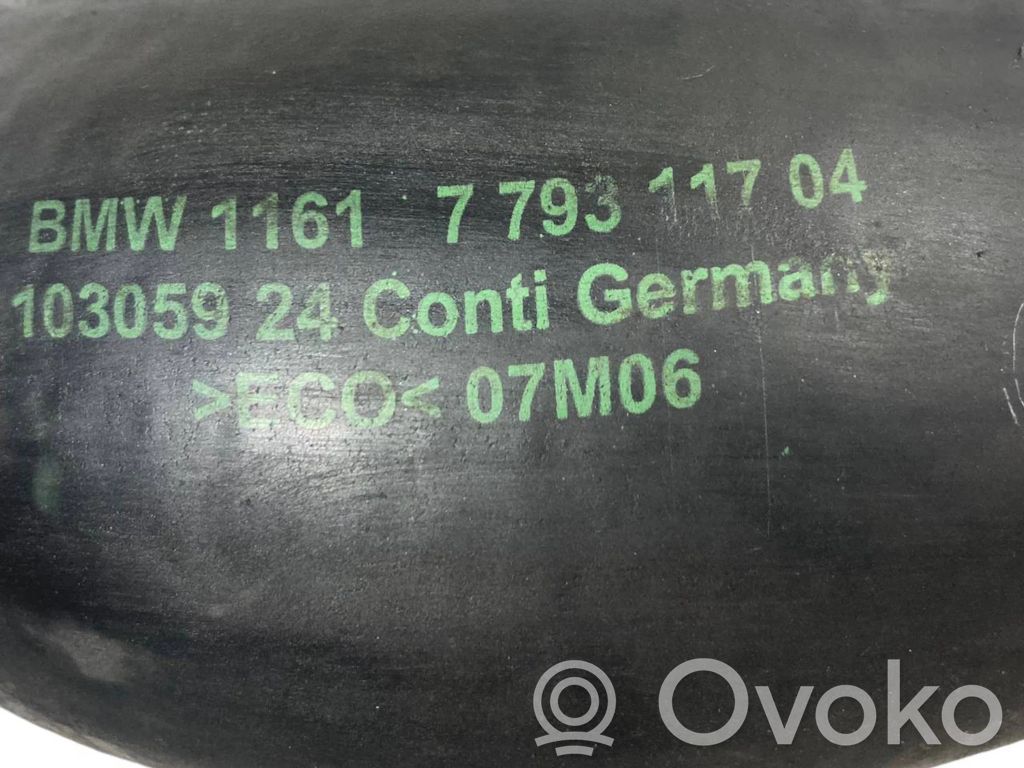 BMW 1161 7 793 117 04
103059 24 Conti Germany
>ECO< 07M06
Ovoko